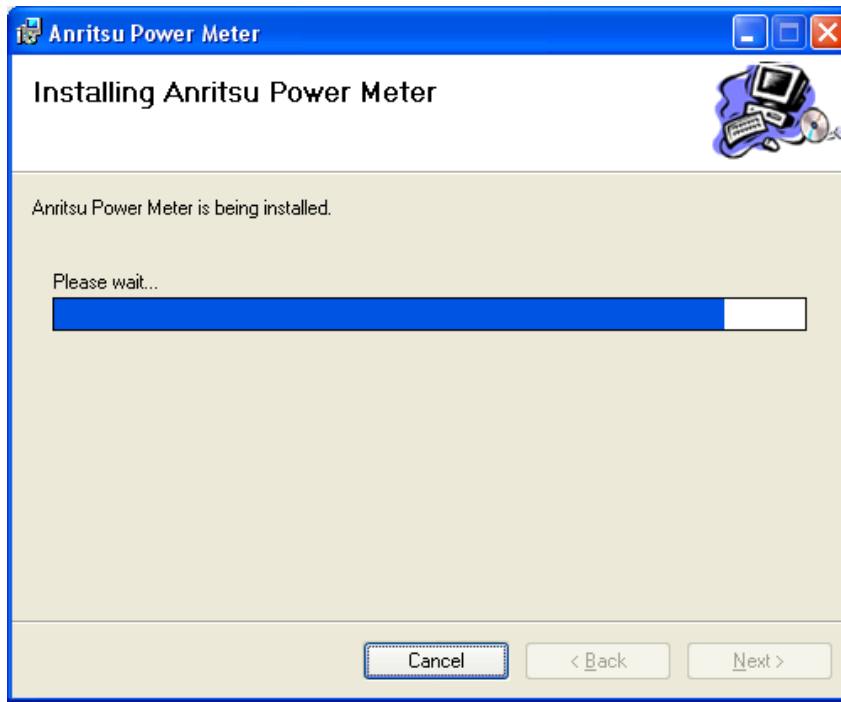 Anritsu Power Meter
Installing Anritsu Power Meter
Anritsu Power Meter is being installed.
Please wait...
Cancel
< Back
Next >